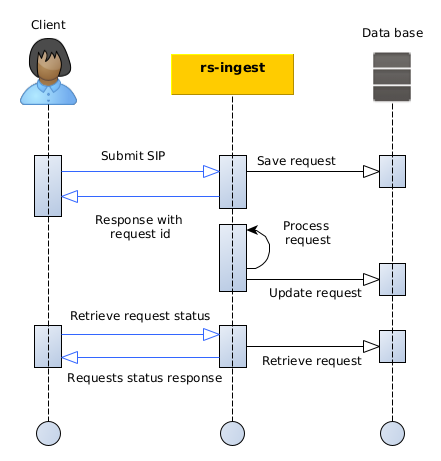 Client
Data base
rs-ingest
Submit SIP
Save request
Response with
request id
Process
request
Update request
Retrieve request status
Retrieve request
Requests status response